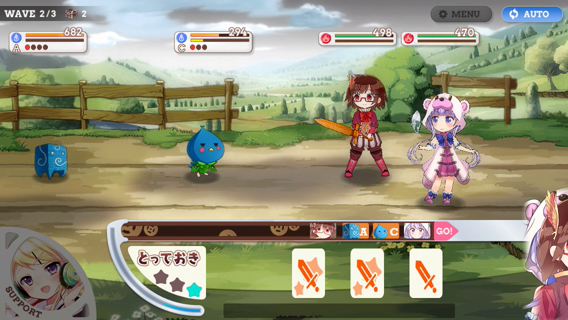 WAVE 2/3 2
MENU
AUTO
682
A
294
C
498
470
A C GO!
とっておき
SUPPORT